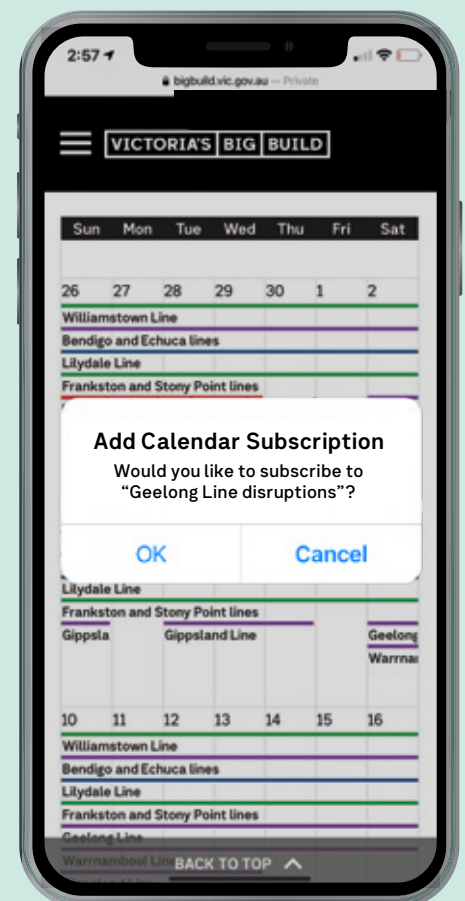 2:57
bigbuild.vic.gov.au — Private
VICTORIA'S BIG BUILD
Sun Mon Tue Wed Thu Fri Sat
26 27 28 29 30 1 2
Williamstown Line
Bendigo and Echuca lines
Lilydale Line
Frankston and Stony Point lines
Add Calendar Subscription
Would you like to subscribe to
“Geelong Line disruptions”?
OK Cancel
Lilydale Line
Frankston and Stony Point lines
Gippsla Gippsland Line Geelong
Warrnam
10 11 12 13 14 15 16
Williamstown Line
Bendigo and Echuca lines
Lilydale Line
Frankston and Stony Point lines
Geelong Line
Warrnambool Line
BACK TO TOP